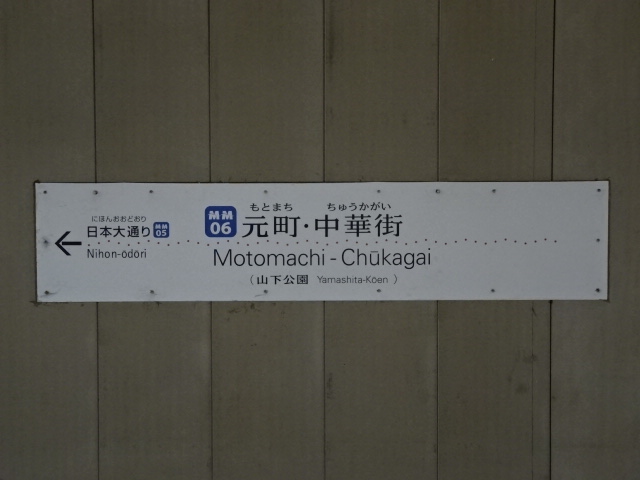 にほんおおどおり
日本大通り MM 05
Nihon-ōdōri
もとまち ちゅうかがい
MM 06 元町・中華街
Motomachi - Chūkagai
（山下公園 Yamashita-Kōen ）